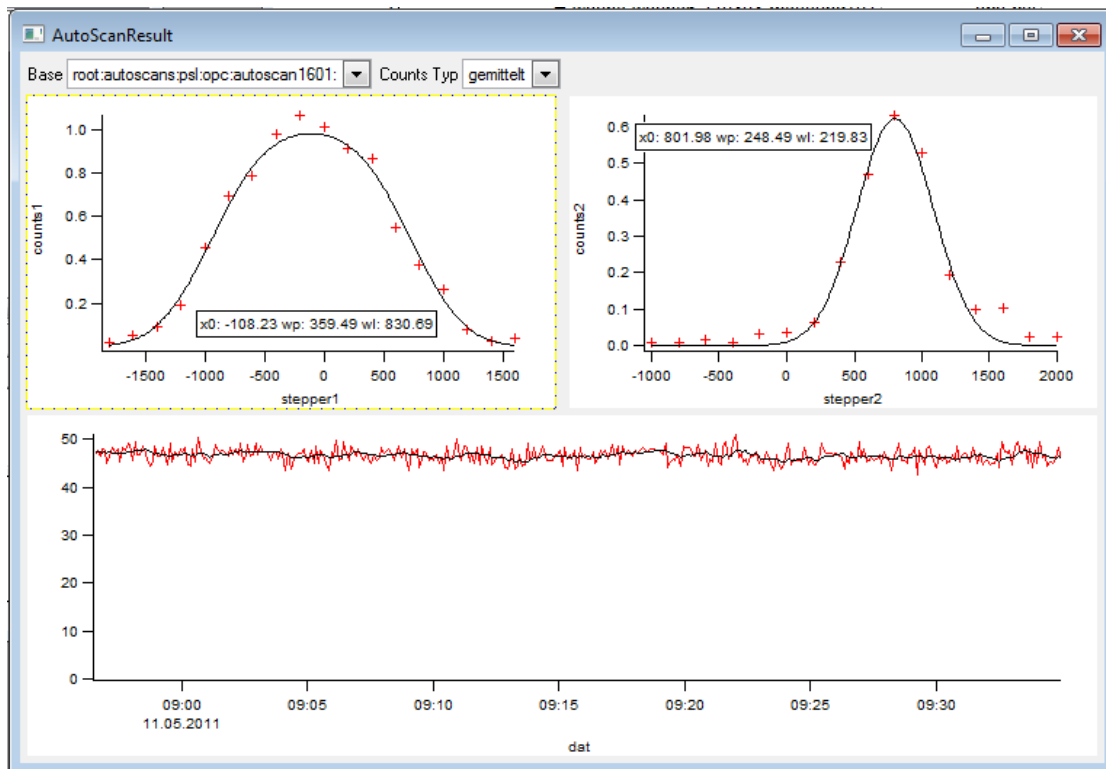 AutoScanResult
Base root:autoscans:psl:opc:autoscan1601: Counts Typ gemittelt
1.0
0.8
0.6
0.4
0.2
counts1
x0: -108.23 wp: 359.49 wl: 830.69
-1500 -1000 -500 0 500 1000 1500
stepper1
0.6
0.5
0.4
0.3
0.2
0.1
0.0
counts2
x0: 801.98 wp: 248.49 wl: 219.83
-1000 -500 0 500 1000 1500 2000
stepper2
50
40
30
20
10
0
09:00 09:05 09:10 09:15 09:20 09:25 09:30
11.05.2011
dat